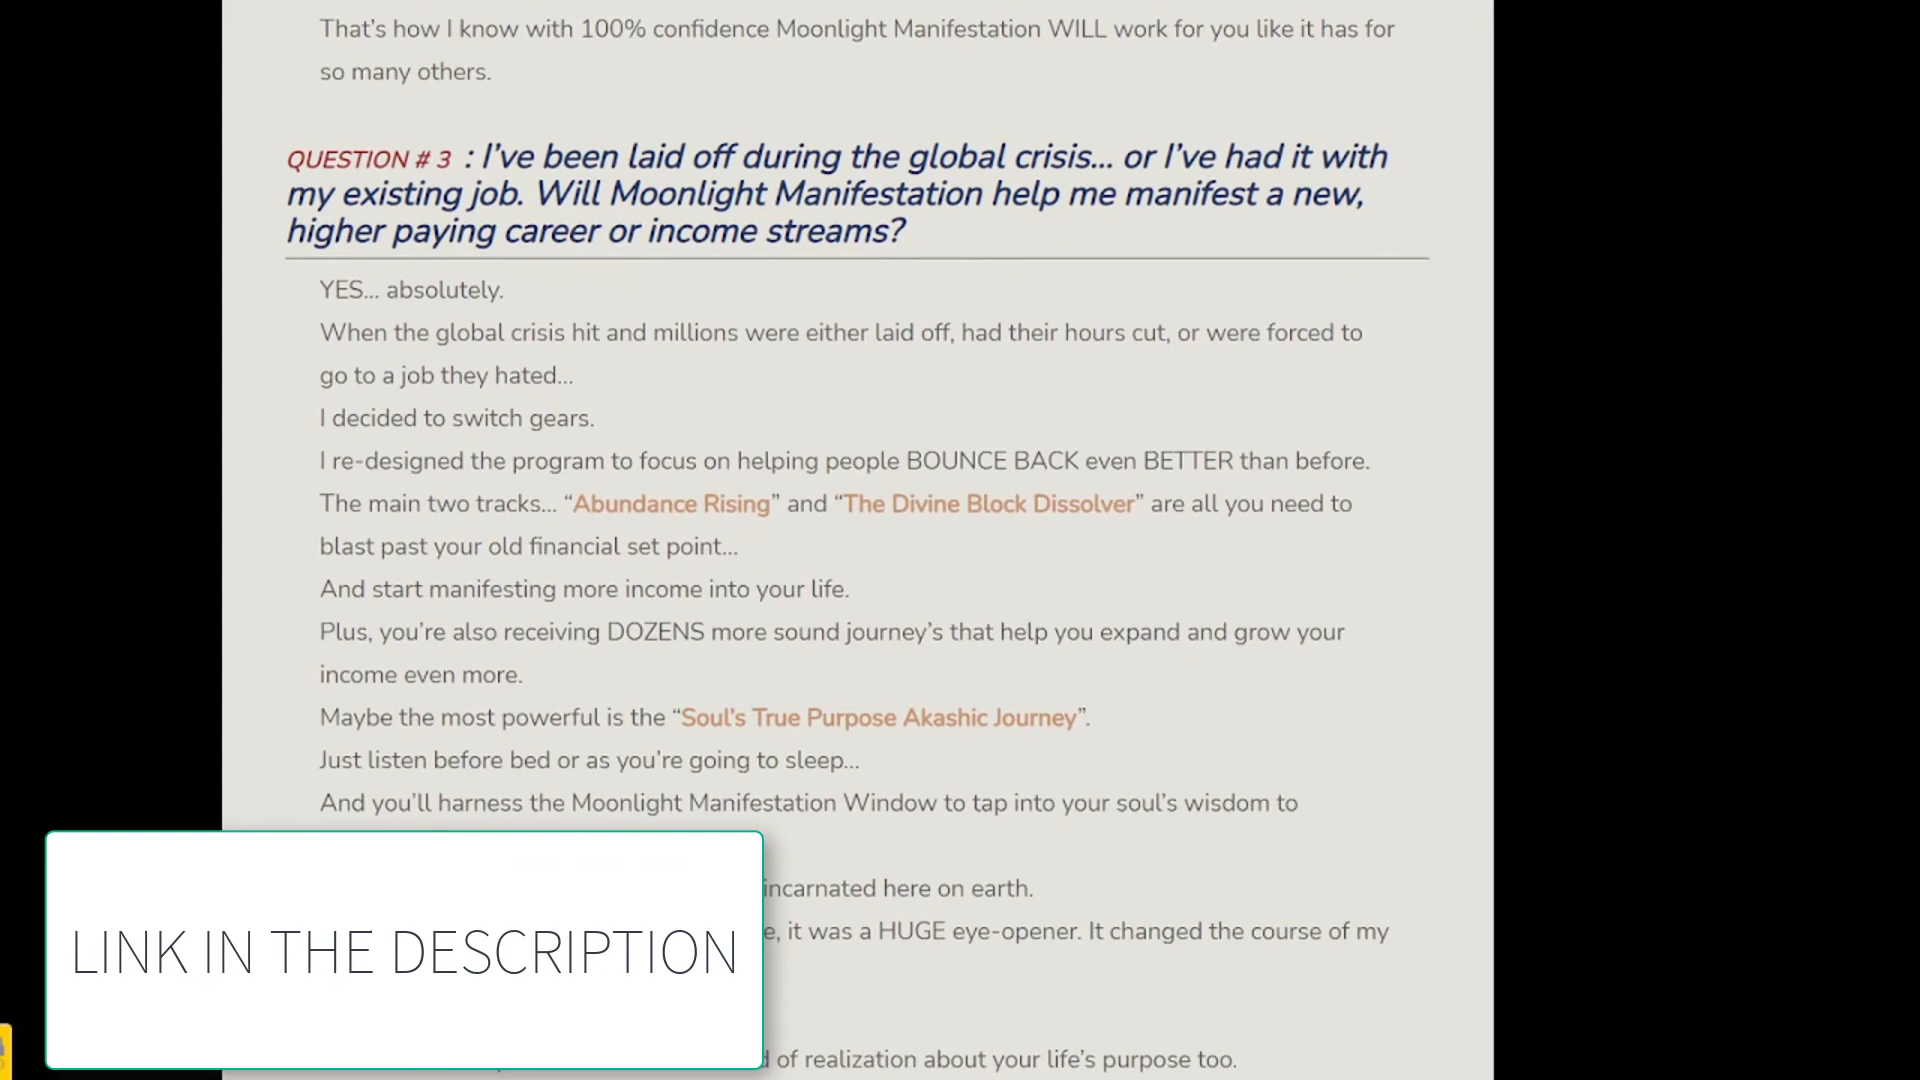 That’s how I know with 100% confidence Moonlight Manifestation WILL work for you like it has for
so many others.
QUESTION # 3 : I’ve been laid off during the global crisis... or I’ve had it with
my existing job. Will Moonlight Manifestation help me manifest a new,
higher paying career or income streams?
YES... absolutely.
When the global crisis hit and millions were either laid off, had their hours cut, or were forced to
go to a job they hated...
I decided to switch gears.
I re-designed the program to focus on helping people BOUNCE BACK even BETTER than before.
The main two tracks... “Abundance Rising” and “The Divine Block Dissolver” are all you need to
blast past your old financial set point...
And start manifesting more income into your life.
Plus, you’re also receiving DOZENS more sound journey’s that help you expand and grow your
income even more.
Maybe the most powerful is the “Soul’s True Purpose Akashic Journey”.
Just listen before bed or as you’re going to sleep...
And you’ll harness the Moonlight Manifestation Window to tap into your soul’s wisdom to
incarnated here on earth.
e, it was a HUGE eye-opener. It changed the course of my
LINK IN THE DESCRIPTION
of realization about your life’s purpose too.